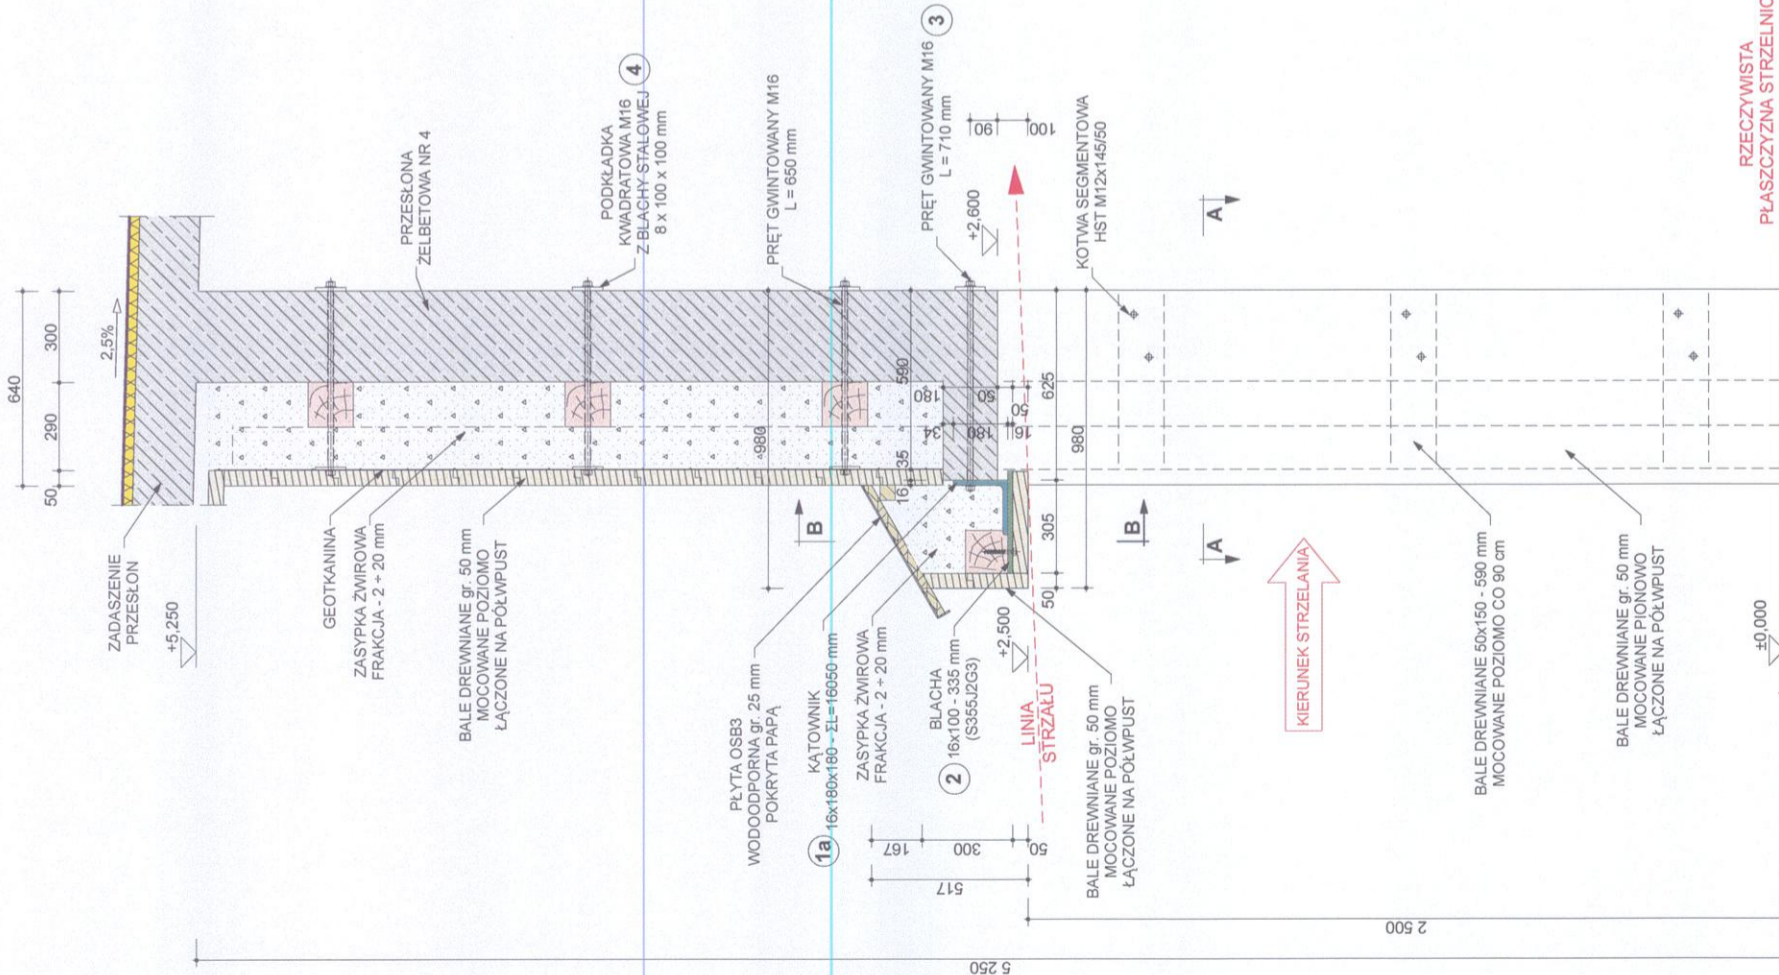 640
50
290
300
2,5%
ZADASZENIE
PRZESŁON
+5,250
GEOTKANINA
ZASYPKA ŻWIROWA
FRAKCJA - 2 ÷ 20 mm
BALE DREWNIANE gr. 50 mm
MOCOWANE POZIOMO
ŁĄCZONE NA PÓŁWPUST
PRZESŁONA
ŻELBETOWA NR 4
PODKŁADKA
KWADRATOWA M16
Z BLACHY STALOWEJ
8 x 100 x 100 mm
4
PRĘT GWINTOWANY M16
L = 650 mm
PRĘT GWINTOWANY M16
L = 710 mm
3
+2,600
90
100
KOTWA SEGMENTOWA
HST M12x145/50
A
A
B
B
980
590
35
16
180
50
50
34
180
16
625
305
50
980
PŁYTA OSB3
WODOODPORNA gr. 25 mm
POKRYTA PAPĄ
KĄTOWNIK
16x180x180 - ΣL=16050 mm
1a
ZASYPKA ŻWIROWA
FRAKCJA - 2 ÷ 20 mm
BLACHA
16x100 - 335 mm
(S355J2G3)
2
+2,500
LINIA
STRZAŁU
BALE DREWNIANE gr. 50 mm
MOCOWANE POZIOMO
ŁĄCZONE NA PÓŁWPUST
167
300
50
517
2 500
5 250
KIERUNEK STRZELANIA
BALE DREWNIANE 50x150 - 590 mm
MOCOWANE POZIOMO CO 90 cm
BALE DREWNIANE gr. 50 mm
MOCOWANE PIONOWO
ŁĄCZONE NA PÓŁWPUST
±0,000
RZECZYWISTA
PŁASZCZYZNA STRZELNIC